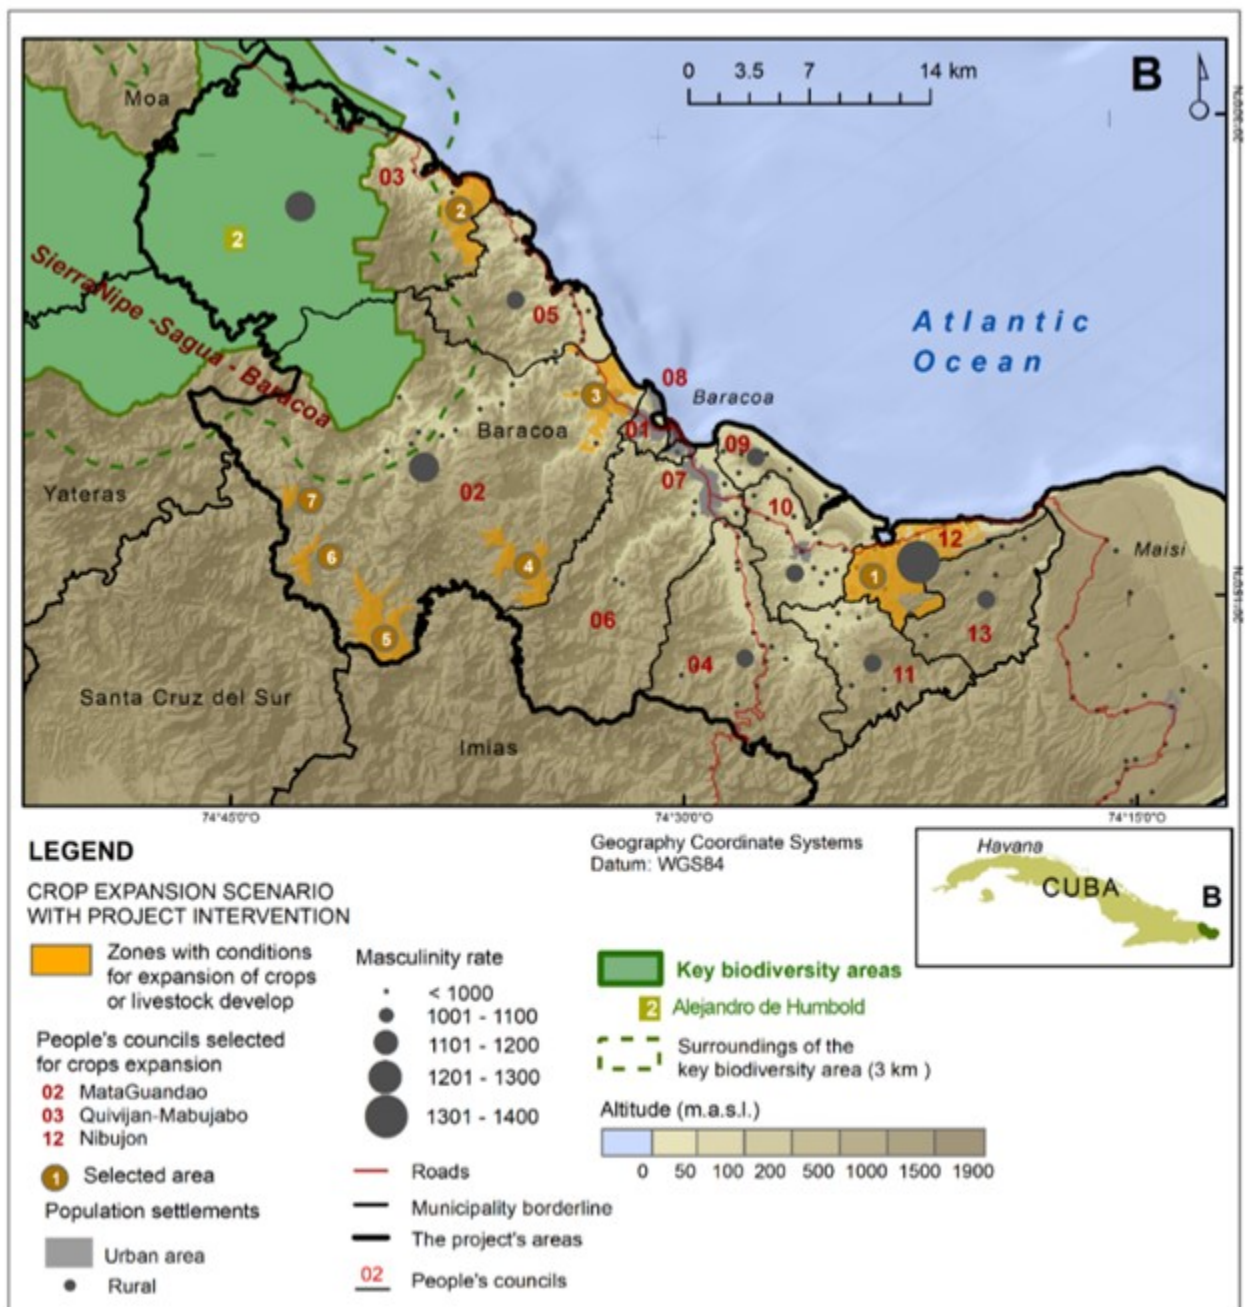 B
0 3.5 7 14 km
Moa
03
2
2
SierraNipe -Sagua - Baracoa
05
Atlantic
Ocean
08
3
Baracoa
Baracoa
01
09
07
Yateras
02
7
10
12
Maisi
6
4
1
06
13
5
04
11
Santa Cruz del Sur
Imias
74°45'0"O
74°30'0"O
74°15'0"O
LEGEND
CROP EXPANSION SCENARIO
WITH PROJECT INTERVENTION
Zones with conditions
for expansion of crops
or livestock develop
People's councils selected
for crops expansion
02 MataGuandao
03 Quivijan-Mabujabo
12 Nibujon
1 Selected area
Population settlements
Urban area
Rural
Masculinity rate
< 1000
1001 - 1100
1101 - 1200
1201 - 1300
1301 - 1400
Roads
Municipality borderline
The project's areas
02 People's councils
Geography Coordinate Systems
Datum: WGS84
Key biodiversity areas
2 Alejandro de Humbold
Surroundings of the
key biodiversity area (3 km )
Altitude (m.a.s.l.)
0 50 100 200 500 1000 1500 1900
Havana
CUBA
B